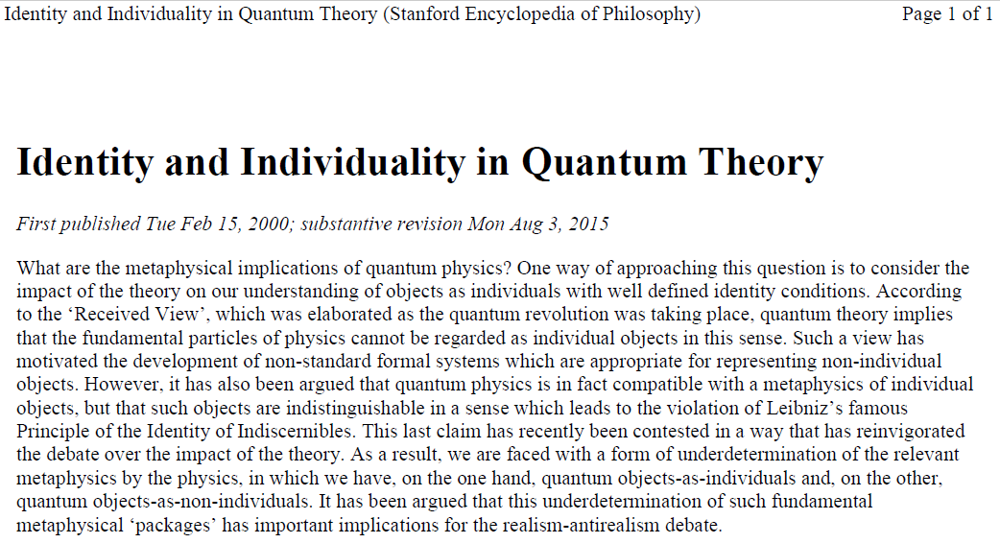 Identity and Individuality in Quantum Theory (Stanford Encyclopedia of Philosophy) Page 1 of 1
Identity and Individuality in Quantum Theory
First published Tue Feb 15, 2000; substantive revision Mon Aug 3, 2015
What are the metaphysical implications of quantum physics? One way of approaching this question is to consider the
impact of the theory on our understanding of objects as individuals with well defined identity conditions. According
to the ‘Received View’, which was elaborated as the quantum revolution was taking place, quantum theory implies
that the fundamental particles of physics cannot be regarded as individual objects in this sense. Such a view has
motivated the development of non-standard formal systems which are appropriate for representing non-individual
objects. However, it has also been argued that quantum physics is in fact compatible with a metaphysics of individual
objects, but that such objects are indistinguishable in a sense which leads to the violation of Leibniz’s famous
Principle of the Identity of Indiscernibles. This last claim has recently been contested in a way that has reinvigorated
the debate over the impact of the theory. As a result, we are faced with a form of underdetermination of the relevant
metaphysics by the physics, in which we have, on the one hand, quantum objects-as-individuals and, on the other,
quantum objects-as-non-individuals. It has been argued that this underdetermination of such fundamental
metaphysical ‘packages’ has important implications for the realism-antirealism debate.